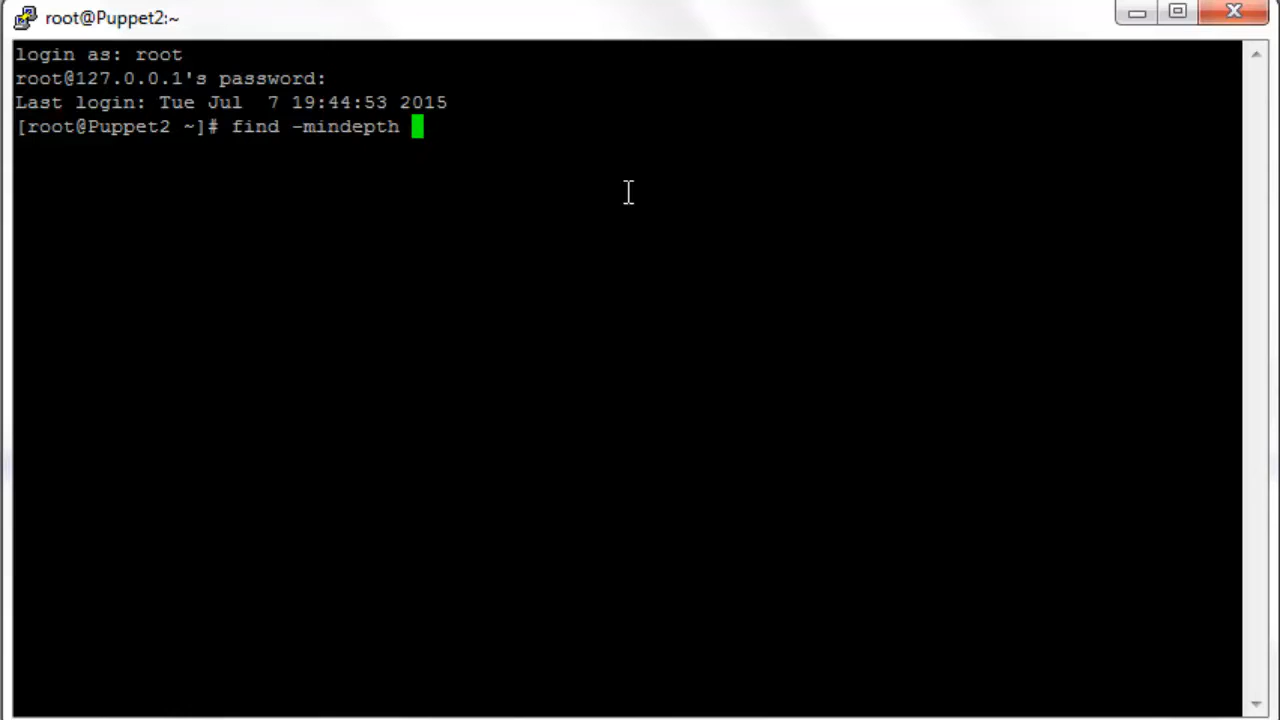 root@Puppet2:~
login as: root
root@127.0.0.1's password:
Last login: Tue Jul  7 19:44:53 2015
[root@Puppet2 ~]# find -mindepth